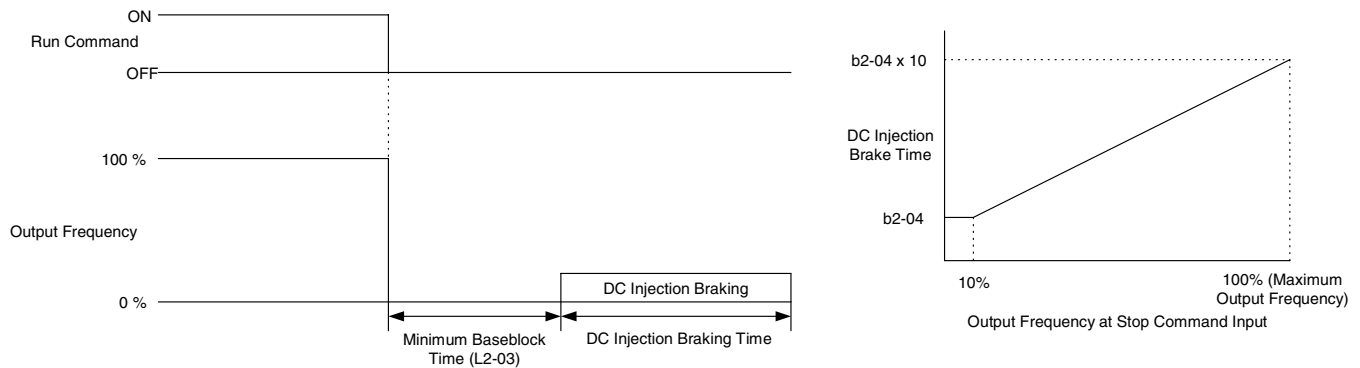 ON
Run Command
OFF
100 %
Output Frequency
0 %
DC Injection Braking
Minimum Baseblock
Time (L2-03)
DC Injection Braking Time
b2-04 x 10
DC Injection
Brake Time
b2-04
10%
100% (Maximum
Output Frequency)
Output Frequency at Stop Command Input